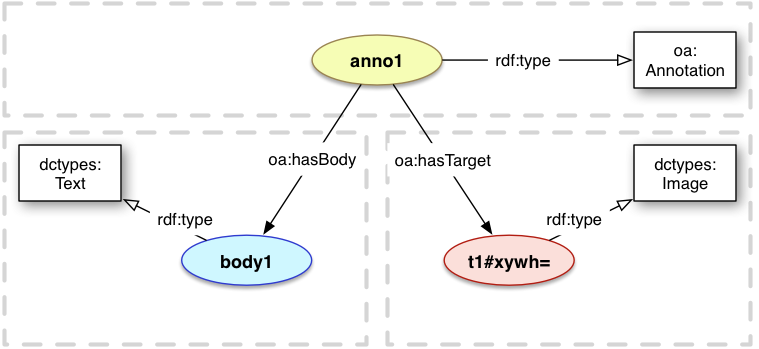 anno1
rdf:type
oa:
Annotation
dctypes:
Text
oa:hasBody
rdf:type
body1
oa:hasTarget
dctypes:
Image
rdf:type
t1#xywh=